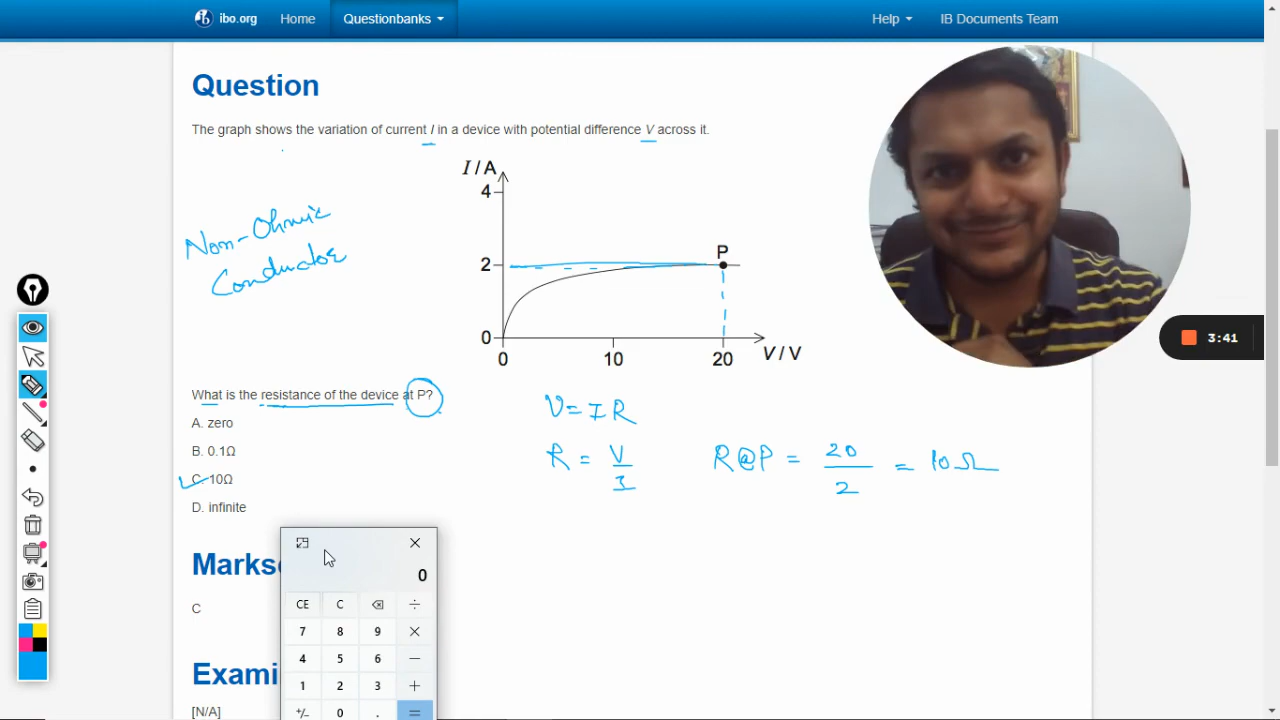 ibo.org Home Questionbanks Help IB Documents Team
Question
The graph shows the variation of current I in a device with potential difference V across it.
I / A
4
2
0
0 10 20
V / V
P
Non-Ohmic
Conductor
What is the resistance of the device at P?
A. zero
B. 0.1Ω
C. 10Ω
D. infinite
V = IR
R = V/I
R@P = 20/2 = 10Ω
3:41
Marks
C
Exami
[N/A]
0
CE C ÷
7 8 9 ×
4 5 6 −
1 2 3 +
+/- 0 . =